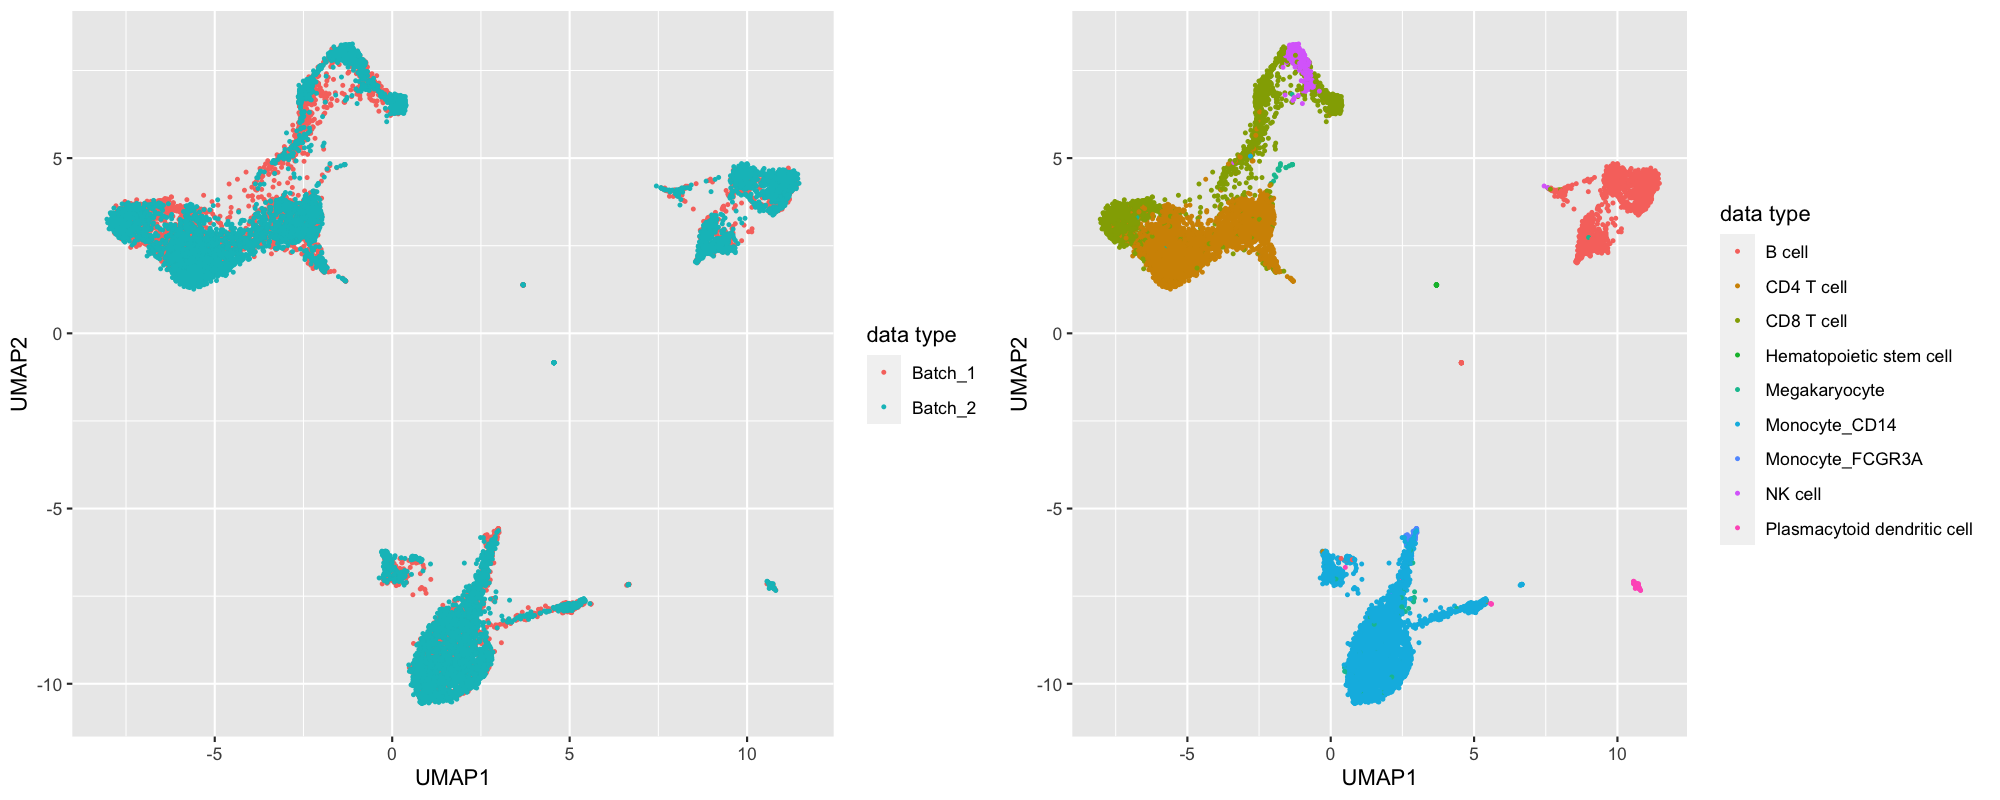 5
0
-5
-10
UMAP2
-5
0
5
10
UMAP1
data type
Batch_1
Batch_2
5
0
-5
-10
UMAP2
-5
0
5
10
UMAP1
data type
B cell
CD4 T cell
CD8 T cell
Hematopoietic stem cell
Megakaryocyte
Monocyte_CD14
Monocyte_FCGR3A
NK cell
Plasmacytoid dendritic cell